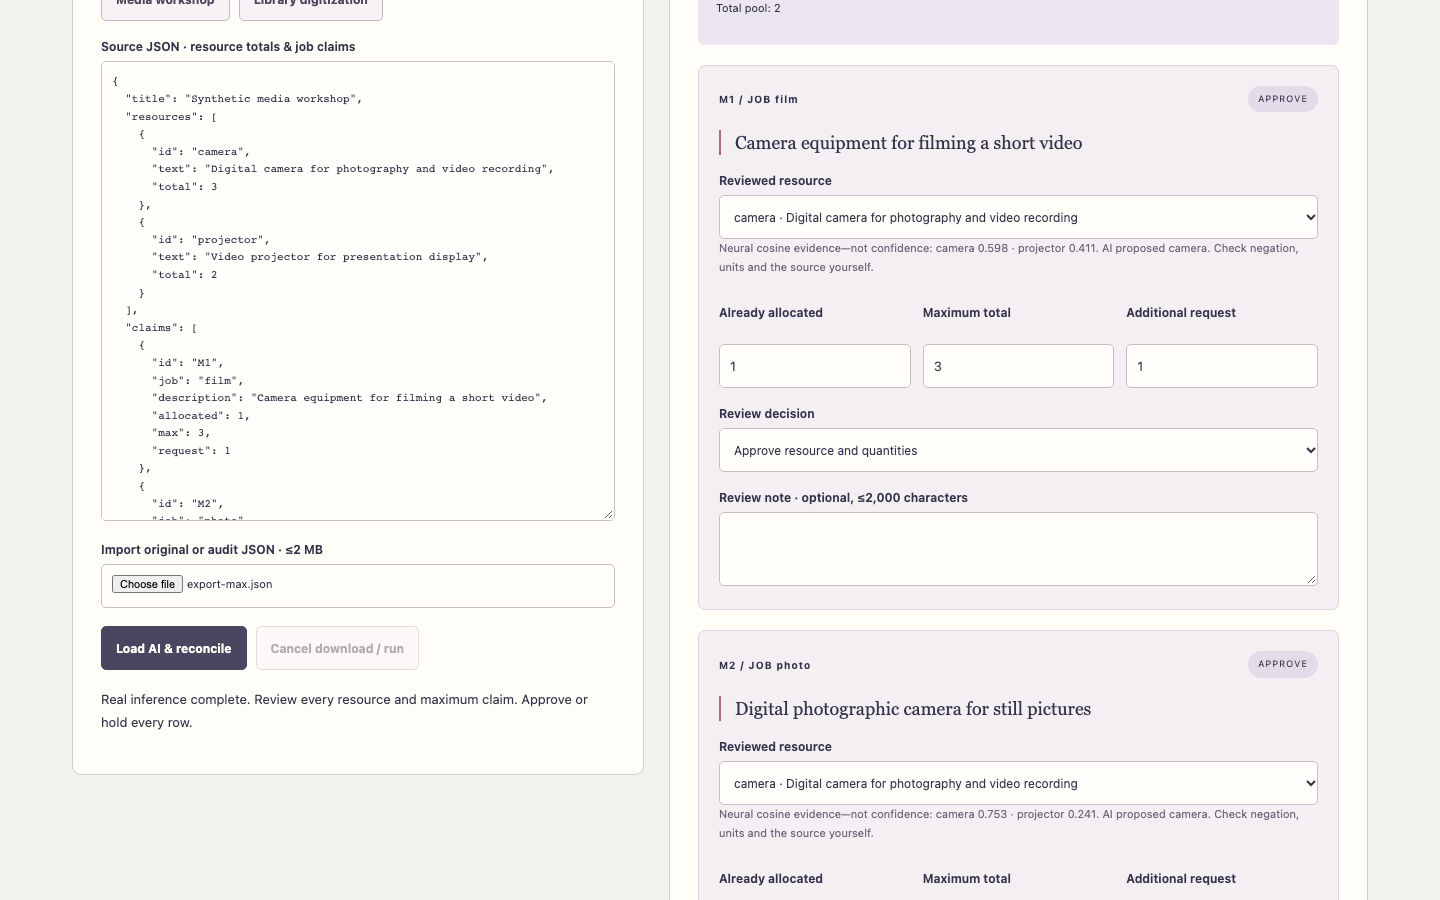 Media workshop
Library digitization
Source JSON · resource totals & job claims
{
"title": "Synthetic media workshop",
"resources": [
{
"id": "camera",
"text": "Digital camera for photography and video recording",
"total": 3
},
{
"id": "projector",
"text": "Video projector for presentation display",
"total": 2
}
],
"claims": [
{
"id": "M1",
"job": "film",
"description": "Camera equipment for filming a short video",
"allocated": 1,
"max": 3,
"request": 1
},
{
"id": "M2",
"job": "photo",
Import original or audit JSON · ≤2 MB
Choose file export-max.json
Load AI & reconcile
Cancel download / run
Real inference complete. Review every resource and maximum claim. Approve or
hold every row.
Total pool: 2
M1 / JOB film
APPROVE
Camera equipment for filming a short video
Reviewed resource
camera · Digital camera for photography and video recording
Neural cosine evidence—not confidence: camera 0.598 · projector 0.411. AI proposed camera. Check negation,
units and the source yourself.
Already allocated
Maximum total
Additional request
1
3
1
Review decision
Approve resource and quantities
Review note · optional, ≤2,000 characters
M2 / JOB photo
APPROVE
Digital photographic camera for still pictures
Reviewed resource
camera · Digital camera for photography and video recording
Neural cosine evidence—not confidence: camera 0.753 · projector 0.241. AI proposed camera. Check negation,
units and the source yourself.
Already allocated
Maximum total
Additional request